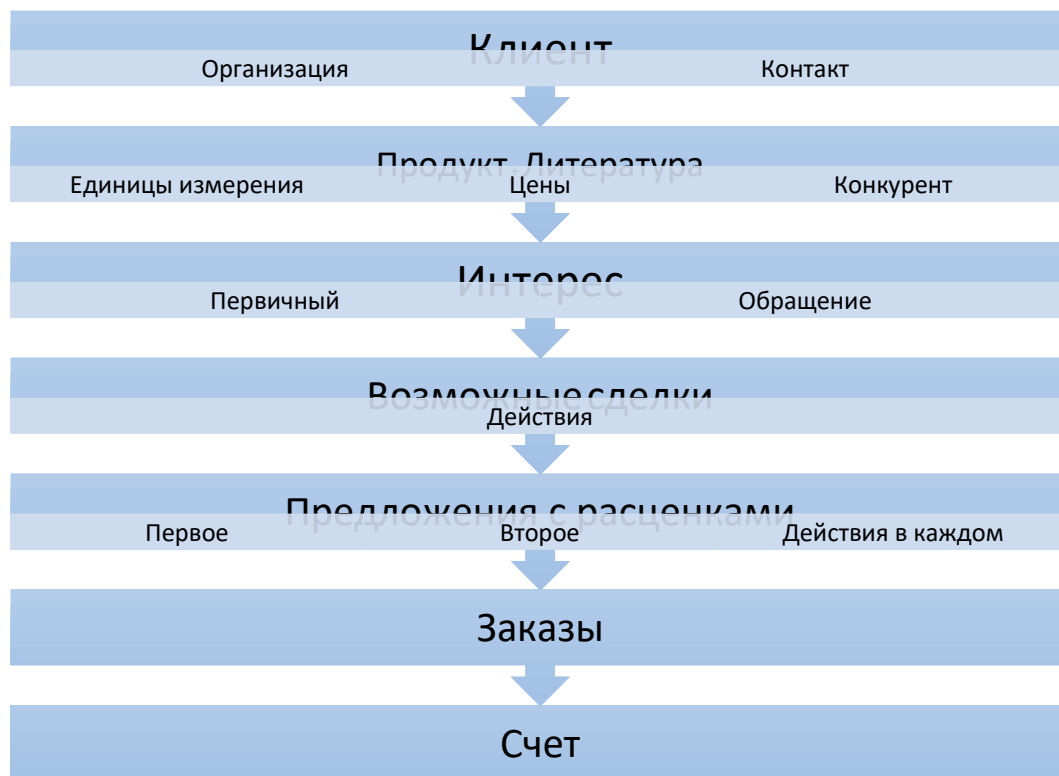 Клиент
Организация Контакт
Продукт. Литература
Единицы измерения Цены Конкурент
Интерес
Первичный Обращение
Возможные сделки
Действия
Предложения с расценками
Первое Второе Действия в каждом
Заказы
Счет